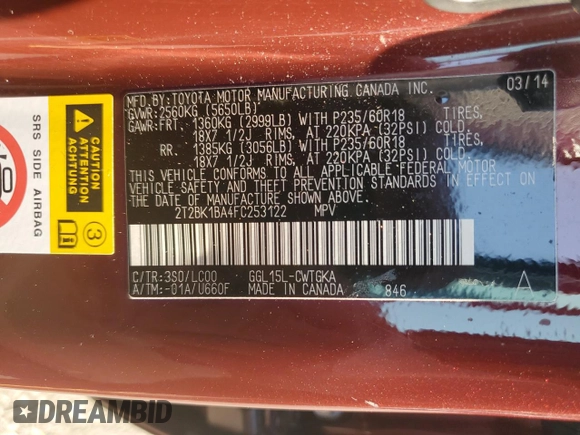 MFD.BY:TOYOTA MOTOR MANUFACTURING CANADA INC. 03/14
GVWR:2560KG (5650LB)
GAWR:FRT. 1360KG (2999LB) WITH P235/60R18 TIRES,
18X7 1/2J RIMS, AT 220KPA (32PSI) COLD,
RR. 1385KG (3056LB) WITH P235/60R18 TIRES,
18X7 1/2J RIMS, AT 220KPA (32PSI) COLD.
THIS VEHICLE CONFORMS TO ALL APPLICABLE FEDERAL MOTOR
VEHICLE SAFETY AND THEFT PREVENTION STANDARDS IN EFFECT
ON THE DATE OF MANUFACTURE SHOWN ABOVE.
2T2BK1BA4FC253122 MPV
C/TR:3S0/LC00 GGL15L-CWTGKA
A/TM:-01A/U660F MADE IN CANADA 846 A
SRS SIDE AIRBAG
CAUTION
ATTENTION
ACHTUNG
3
DREAMBID